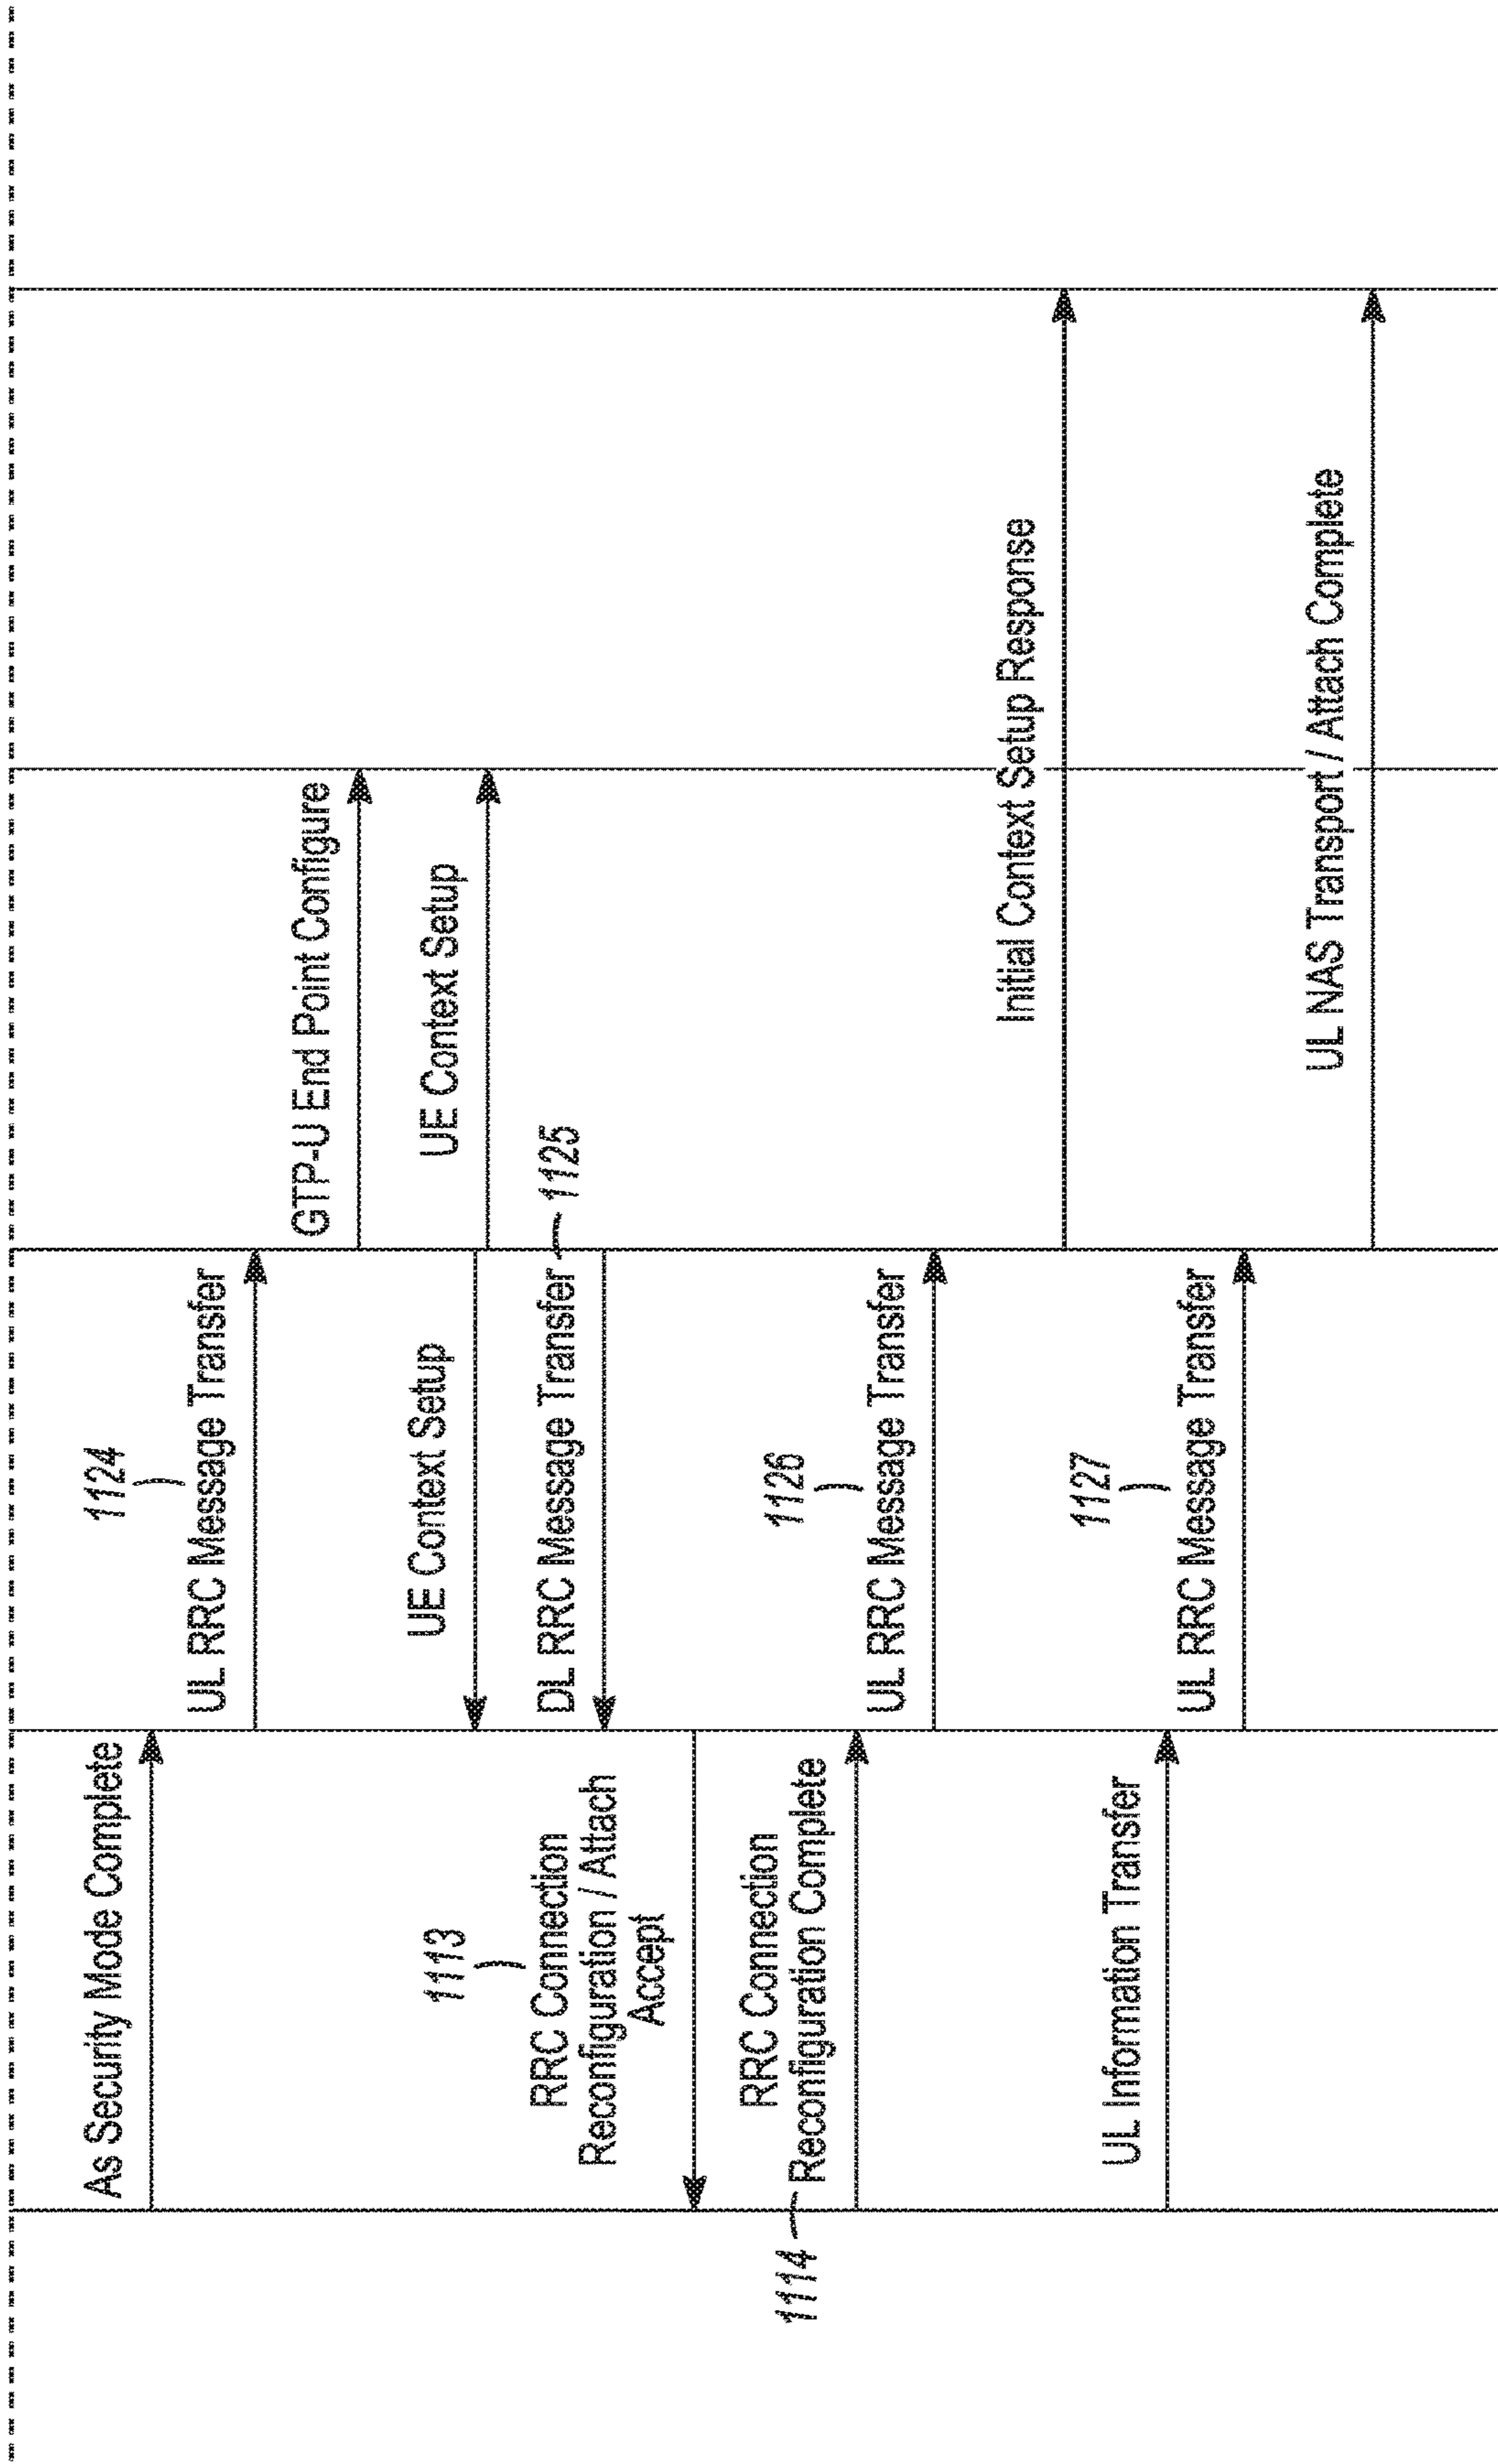 As Security Mode Complete
1124
UL RRC Message Transfer
GTP-U End Point Configure
UE Context Setup
UE Context Setup
DL RRC Message Transfer
1125
1113
RRC Connection
Reconfiguration / Attach
Accept
RRC Connection
Reconfiguration Complete
1114
1126
UL RRC Message Transfer
Initial Context Setup Response
UL Information Transfer
1127
UL RRC Message Transfer
UL NAS Transport / Attach Complete